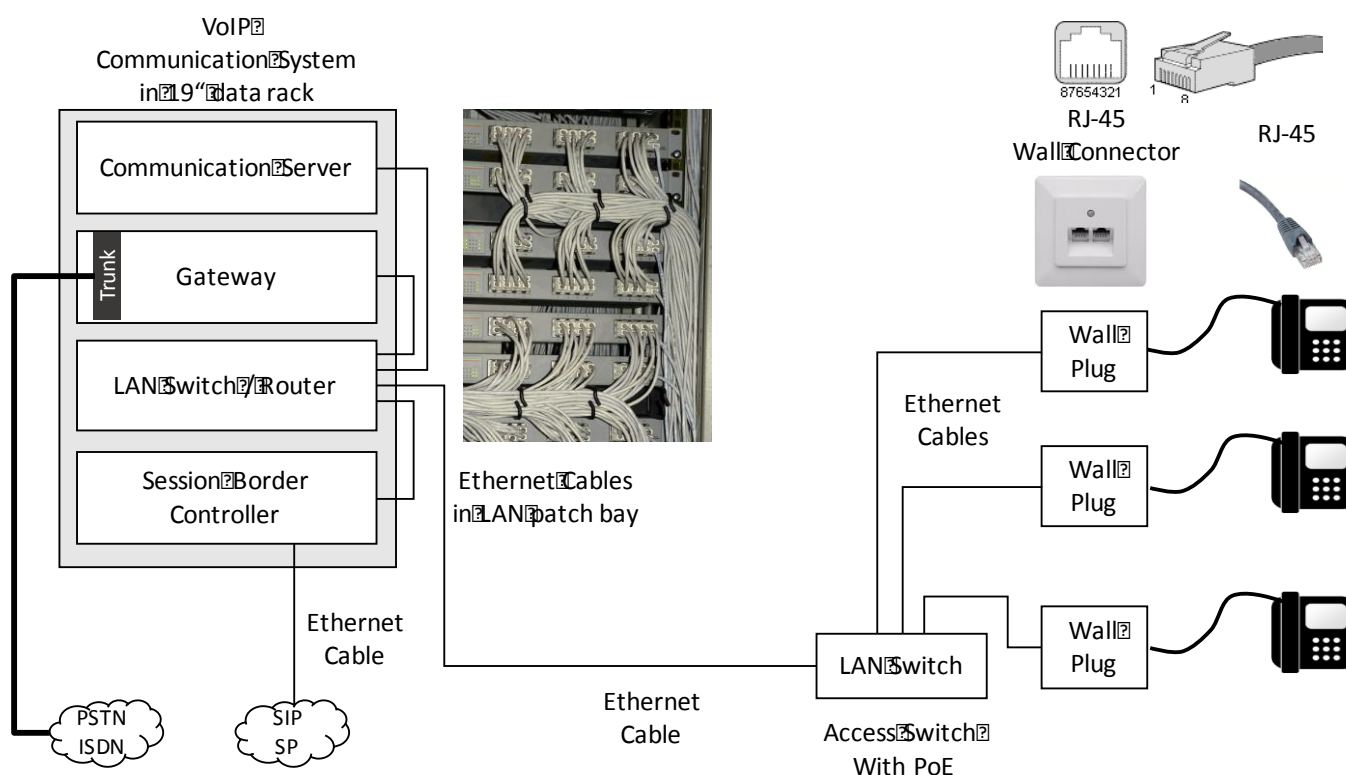 VoIP
Communication System
in 19“ data rack
Communication Server
Trunk
Gateway
LAN Switch / Router
Session Border
Controller
Ethernet
Cable
PSTN
ISDN
SIP
SP
Ethernet Cables
in LAN patch bay
Ethernet
Cable
LAN Switch
Access Switch
With PoE
Ethernet
Cables
87654321
RJ-45
Wall Connector
1
8
RJ-45
Wall
Plug
Wall
Plug
Wall
Plug